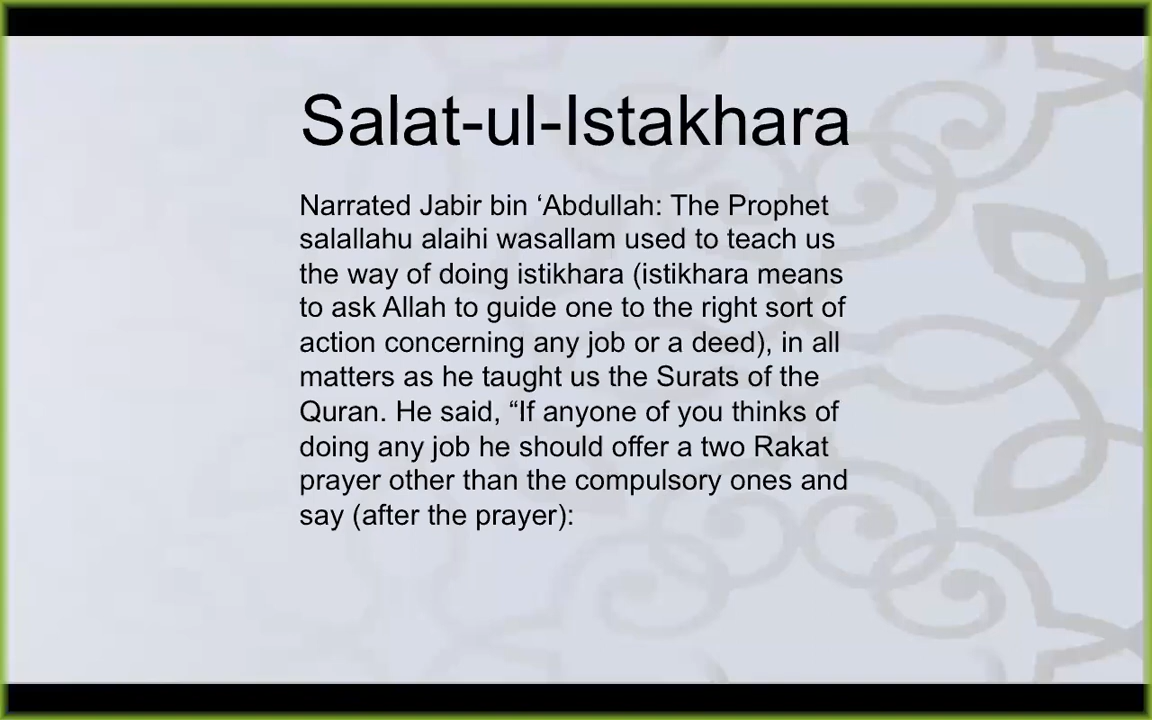 Salat-ul-Istakhara
Narrated Jabir bin ‘Abdullah: The Prophet
salallahu alaihi wasallam used to teach us
the way of doing istikhara (istikhara means
to ask Allah to guide one to the right sort of
action concerning any job or a deed), in all
matters as he taught us the Surats of the
Quran. He said, “If anyone of you thinks of
doing any job he should offer a two Rakat
prayer other than the compulsory ones and
say (after the prayer):